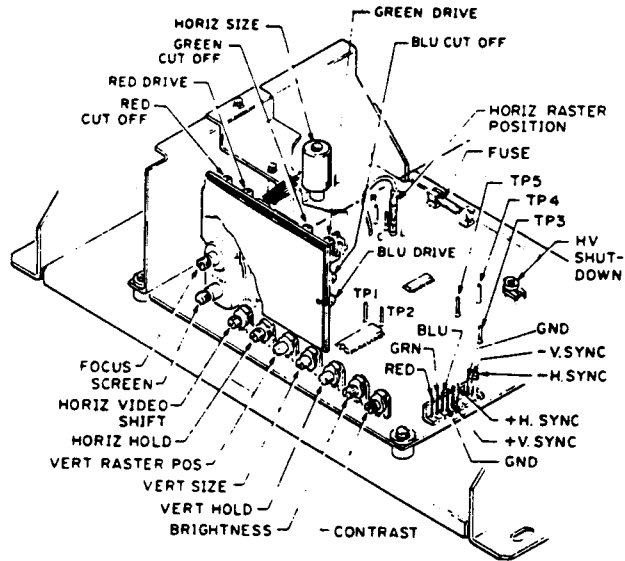 GREEN DRIVE
HORIZ SIZE
GREEN
CUT OFF
BLU CUT OFF
RED DRIVE
RED
CUT OFF
HORIZ RASTER
POSITION
FUSE
TP5
TP4
TP3
HV
SHUT-
DOWN
BLU DRIVE
TP1
TP2
BLU
GRN
RED
GND
-V.SYNC
-H.SYNC
+H.SYNC
+V.SYNC
GND
FOCUS
SCREEN
HORIZ VIDEO
SHIFT
HORIZ HOLD
VERT RASTER POS
VERT SIZE
VERT HOLD
BRIGHTNESS
CONTRAST